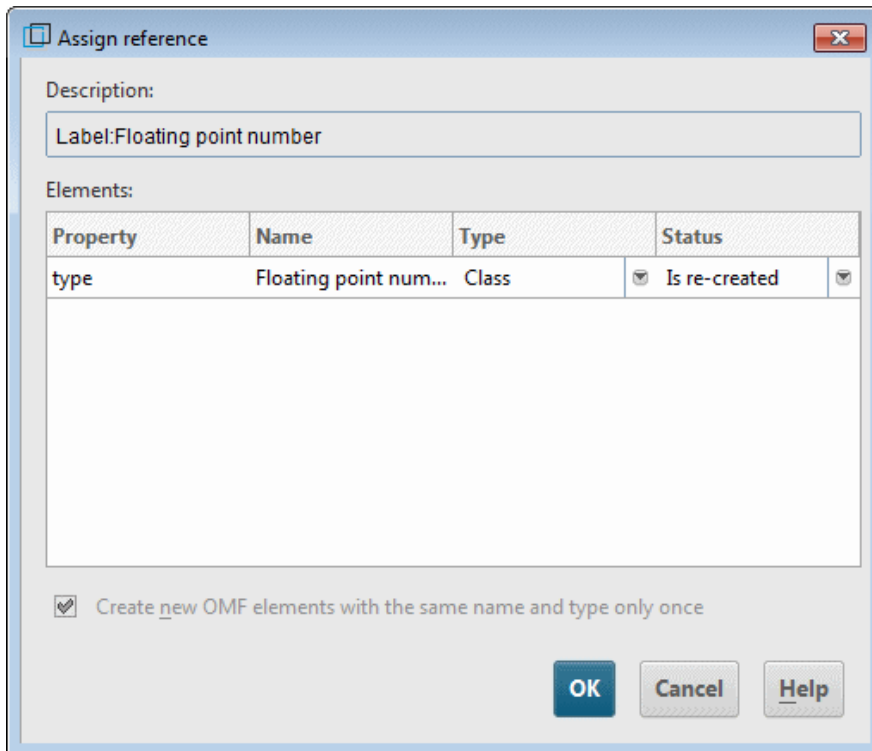 Assign reference
Description:
Label:Floating point number
Elements:
Property Name Type Status
type Floating point num... Class Is re-created
Create new OMF elements with the same name and type only once
OK Cancel Help